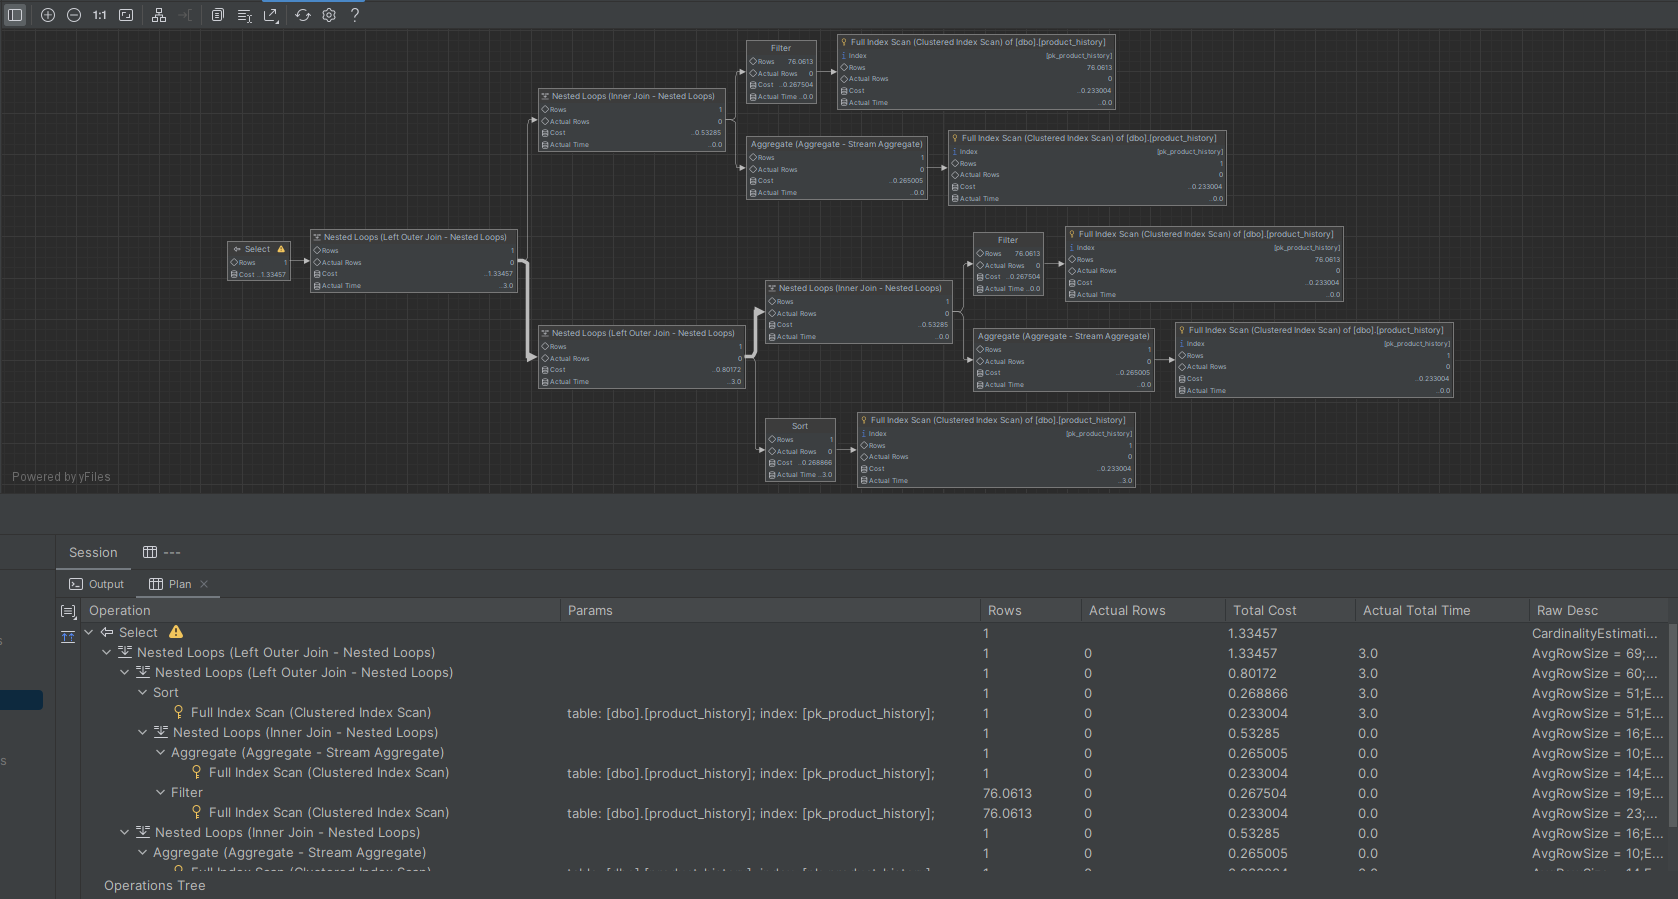 1:1
?
Filter
Rows 76.0613
Actual Rows 0
Cost ..0.267504
Actual Time ..0.0
Full Index Scan (Clustered Index Scan) of [dbo].[product_history]
Index [pk_product_history]
Rows 76.0613
Actual Rows 0
Cost ..0.233004
Actual Time ..0.0
Nested Loops (Inner Join - Nested Loops)
Rows 1
Actual Rows 0
Cost ..0.53285
Actual Time ..0.0
Aggregate (Aggregate - Stream Aggregate)
Rows 1
Actual Rows 0
Cost ..0.265005
Actual Time ..0.0
Full Index Scan (Clustered Index Scan) of [dbo].[product_history]
Index [pk_product_history]
Rows 1
Actual Rows 0
Cost ..0.233004
Actual Time ..0.0
Select
Rows 1
Cost ..1.33457
Nested Loops (Left Outer Join - Nested Loops)
Rows 1
Actual Rows 0
Cost ..1.33457
Actual Time ..3.0
Filter
Rows 76.0613
Actual Rows 0
Cost ..0.267504
Actual Time ..0.0
Full Index Scan (Clustered Index Scan) of [dbo].[product_history]
Index [pk_product_history]
Rows 76.0613
Actual Rows 0
Cost ..0.233004
Actual Time ..0.0
Nested Loops (Inner Join - Nested Loops)
Rows 1
Actual Rows 0
Cost ..0.53285
Actual Time ..0.0
Nested Loops (Left Outer Join - Nested Loops)
Rows 1
Actual Rows 0
Cost ..0.80172
Actual Time ..3.0
Aggregate (Aggregate - Stream Aggregate)
Rows 1
Actual Rows 0
Cost ..0.265005
Actual Time ..0.0
Full Index Scan (Clustered Index Scan) of [dbo].[product_history]
Index [pk_product_history]
Rows 1
Actual Rows 0
Cost ..0.233004
Actual Time ..0.0
Sort
Rows 1
Actual Rows 0
Cost ..0.268866
Actual Time ..3.0
Full Index Scan (Clustered Index Scan) of [dbo].[product_history]
Index [pk_product_history]
Rows 1
Actual Rows 0
Cost ..0.233004
Actual Time ..3.0
Powered by yFiles
Session ---
Output Plan
Operation Params Rows Actual Rows Total Cost Actual Total Time Raw Desc
Select 1 1.33457 CardinalityEstimati...
Nested Loops (Left Outer Join - Nested Loops) 1 0 1.33457 3.0 AvgRowSize = 69;...
Nested Loops (Left Outer Join - Nested Loops) 1 0 0.80172 3.0 AvgRowSize = 60;...
Sort 1 0 0.268866 3.0 AvgRowSize = 51;E...
Full Index Scan (Clustered Index Scan) table: [dbo].[product_history]; index: [pk_product_history]; 1 0 0.233004 3.0 AvgRowSize = 51;E...
Nested Loops (Inner Join - Nested Loops) 1 0 0.53285 0.0 AvgRowSize = 16;E...
Aggregate (Aggregate - Stream Aggregate) 1 0 0.265005 0.0 AvgRowSize = 10;E...
Full Index Scan (Clustered Index Scan) table: [dbo].[product_history]; index: [pk_product_history]; 1 0 0.233004 0.0 AvgRowSize = 14;E...
Filter 76.0613 0 0.267504 0.0 AvgRowSize = 19;E...
Full Index Scan (Clustered Index Scan) table: [dbo].[product_history]; index: [pk_product_history]; 76.0613 0 0.233004 0.0 AvgRowSize = 23;...
Nested Loops (Inner Join - Nested Loops) 1 0 0.53285 0.0 AvgRowSize = 16;E...
Aggregate (Aggregate - Stream Aggregate) 1 0 0.265005 0.0 AvgRowSize = 10;E...
Operations Tree